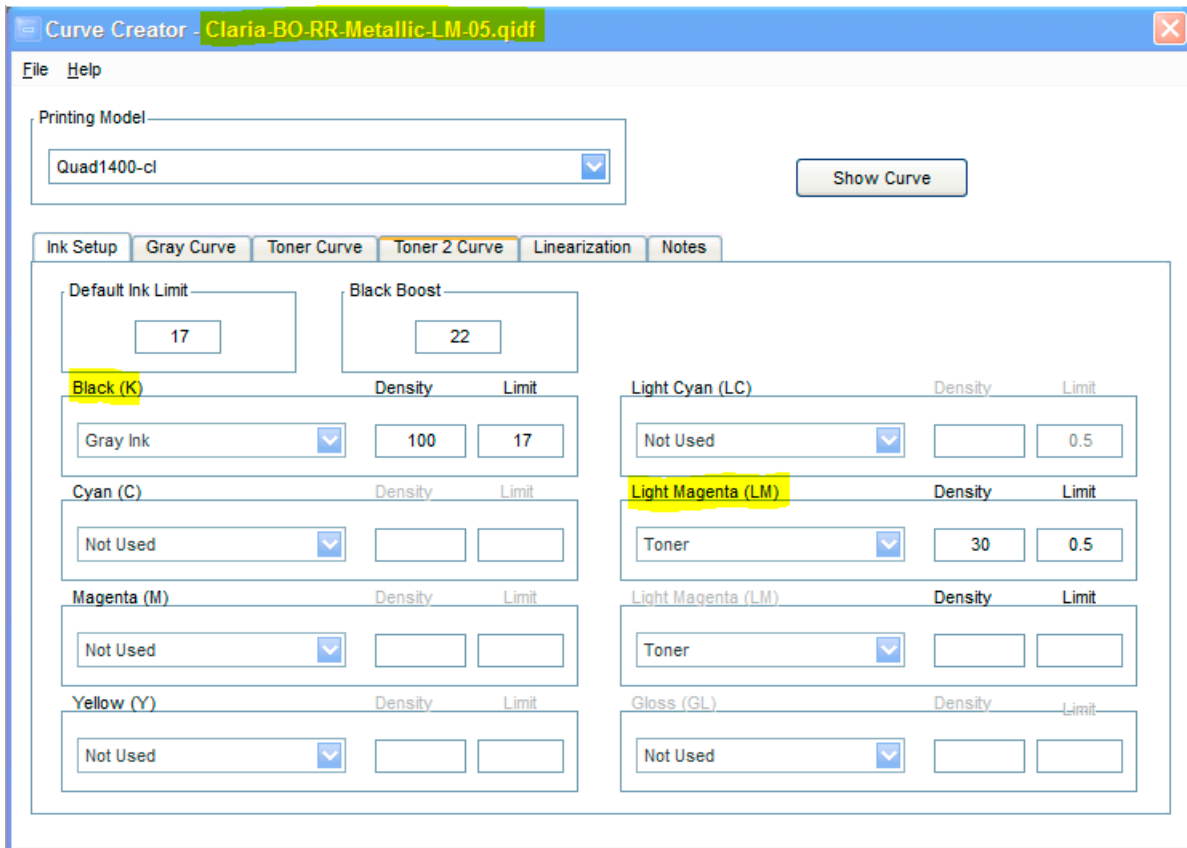 Curve Creator - Claria-BO-RR-Metallic-LM-05.qidf
File Help
Printing Model
Quad1400-cl
Show Curve
Ink Setup Gray Curve Toner Curve Toner 2 Curve Linearization Notes
Default Ink Limit Black Boost
17 22
Black (K) Density Limit
Gray Ink 100 17
Cyan (C) Density Limit
Not Used
Magenta (M) Density Limit
Not Used
Yellow (Y) Density Limit
Not Used
Light Cyan (LC) Density Limit
Not Used 0.5
Light Magenta (LM) Density Limit
Toner 30 0.5
Light Magenta (LM) Density Limit
Toner
Gloss (GL) Density Limit
Not Used